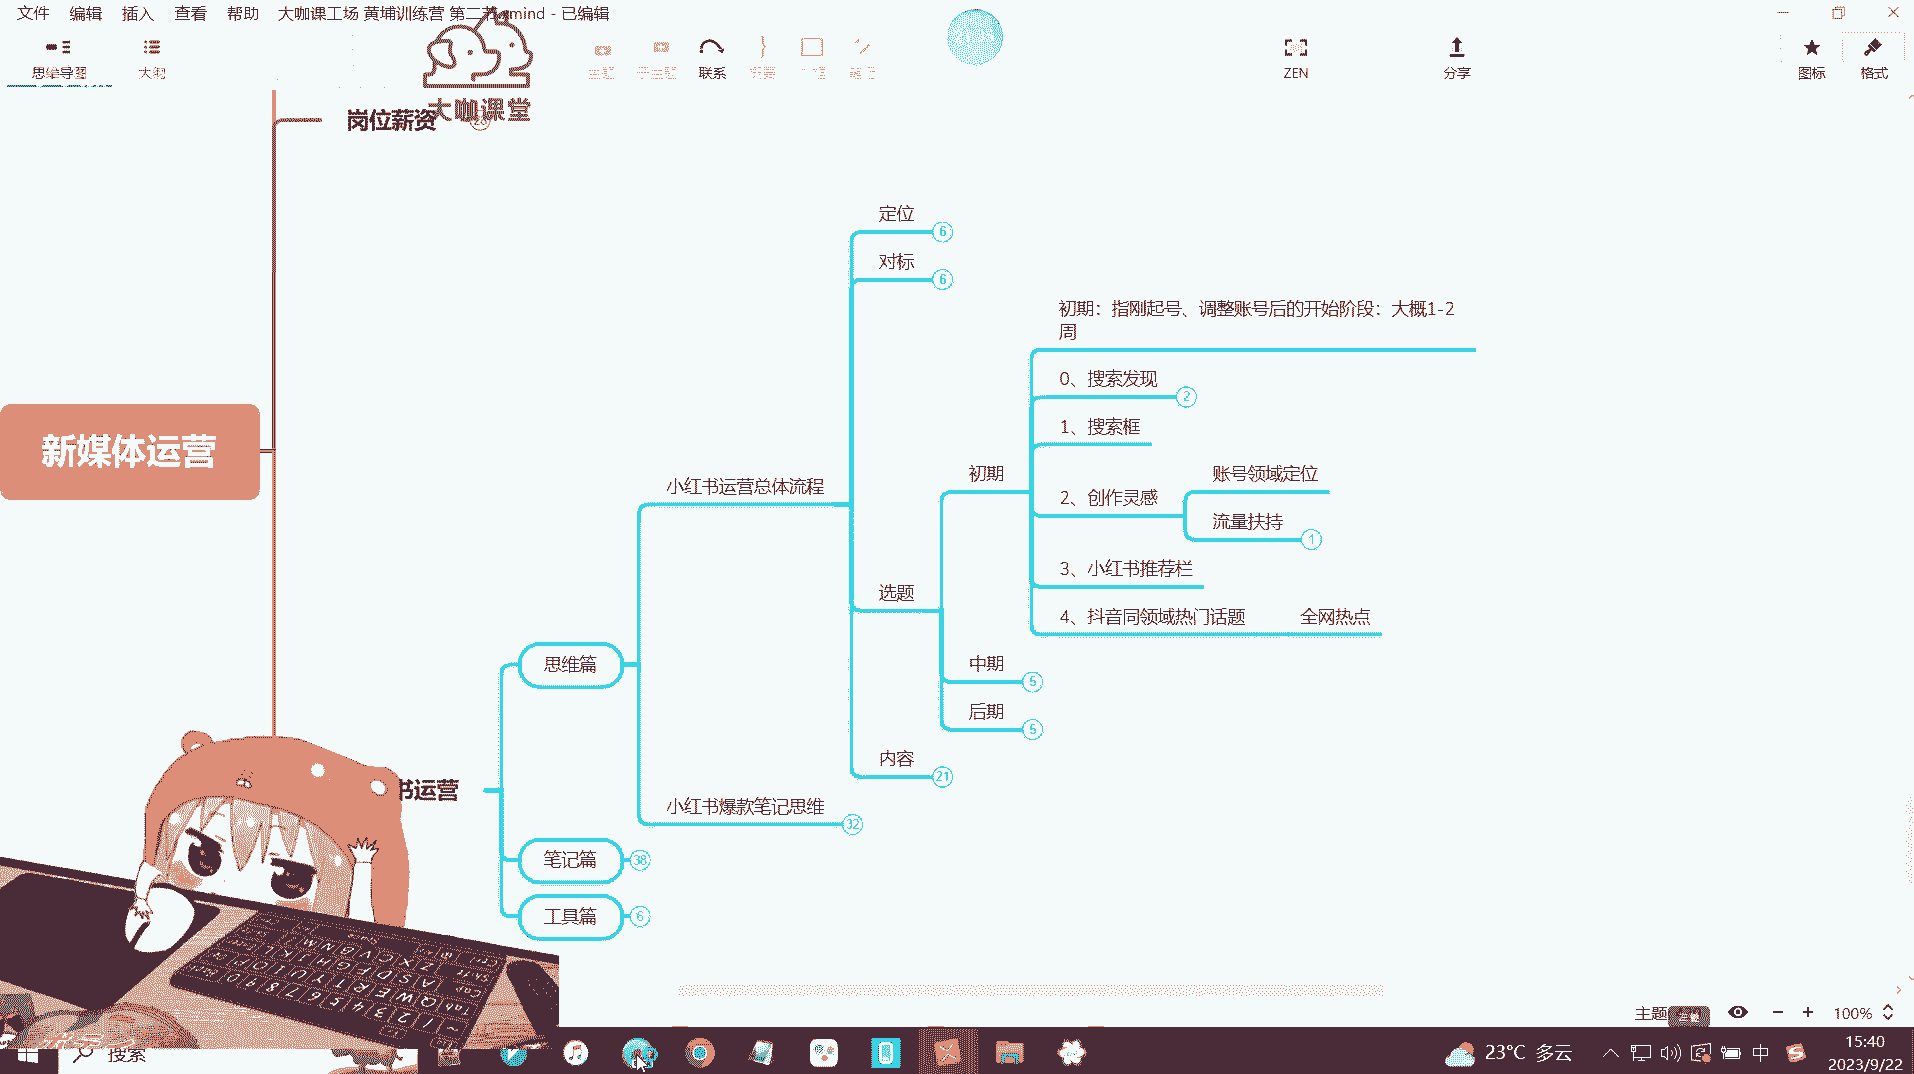 文件 编辑 插入 查看 帮助 大咖课工场 黄埔训练营 第二节.xmind - 已编辑
思维导图 大纲 联系 ZEN 分享 图标 格式
大咖课堂
岗位薪资
定位 6
对标 6
初期：指刚起号、调整账号后的开始阶段：大概1-2
周
0、搜索发现 2
1、搜索框
新媒体运营
初期
账号领域定位
小红书运营总体流程
2、创作灵感
流量扶持 1
3、小红书推荐栏
选题
4、抖音同领域热门话题 全网热点
思维篇
中期 5
后期 5
内容 21
书运营
小红书爆款笔记思维 32
笔记篇 38
工具篇 6
主题 100%
搜索
23°C 多云 中
15:40
2023/9/22